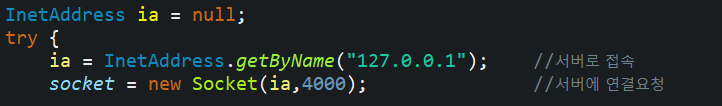 InetAddress ia = null;
try {
    ia = InetAddress.getByName("127.0.0.1");    //서버로 접속
    socket = new Socket(ia,4000);               //서버에 연결요청